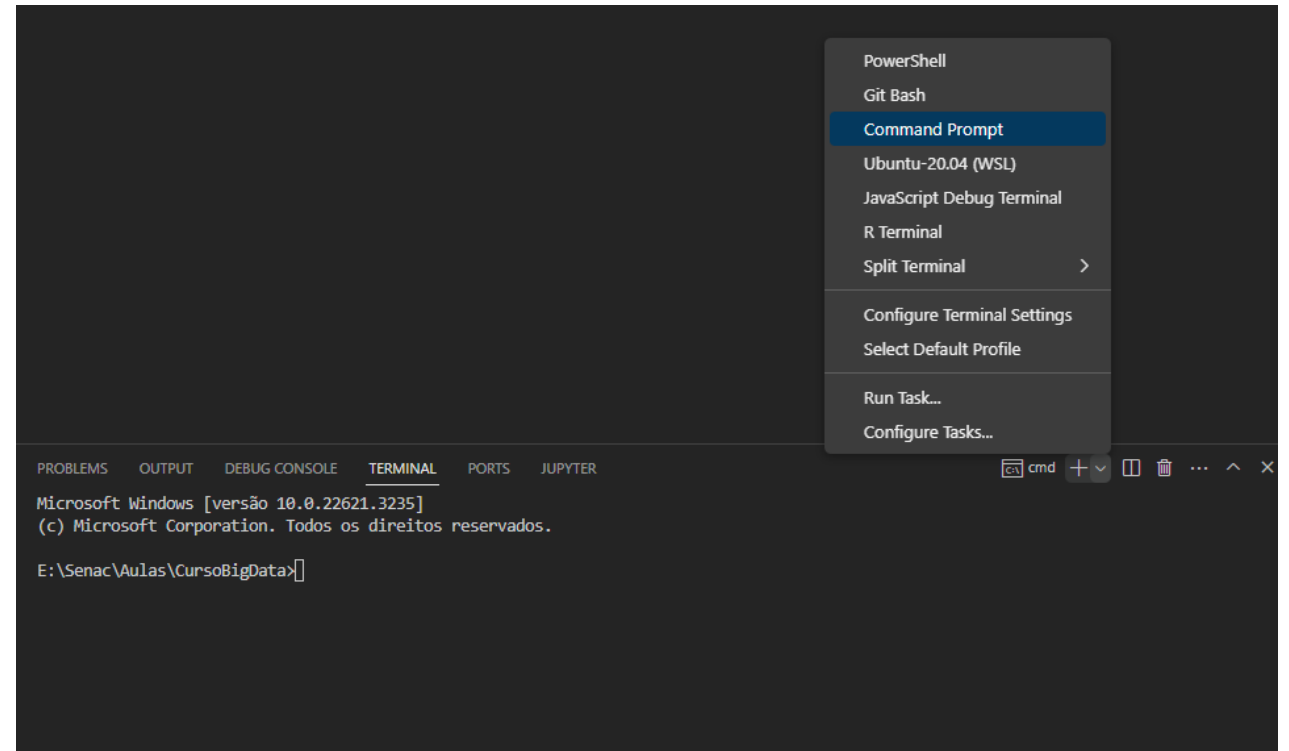 PowerShell
Git Bash
Command Prompt
Ubuntu-20.04 (WSL)
JavaScript Debug Terminal
R Terminal
Split Terminal
Configure Terminal Settings
Select Default Profile
Run Task...
Configure Tasks...
PROBLEMS OUTPUT DEBUG CONSOLE TERMINAL PORTS JUPYTER cmd
Microsoft Windows [versão 10.0.22621.3235]
(c) Microsoft Corporation. Todos os direitos reservados.
E:\Senac\Aulas\CursoBigData>